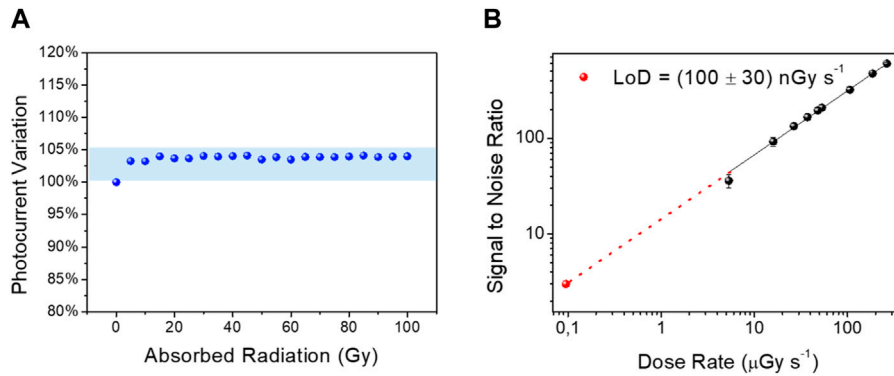 A
120%
115%
110%
105%
100%
95%
90%
85%
80%
0 20 40 60 80 100
Photocurrent Variation
Absorbed Radiation (Gy)
B
LoD = (100 ± 30) nGy s⁻¹
100
10
0,1 1 10 100
Signal to Noise Ratio
Dose Rate (μGy s⁻¹)